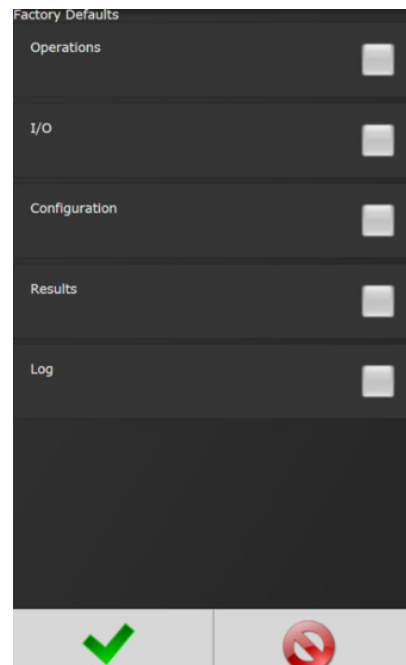 Factory Defaults
Operations
I/O
Configuration
Results
Log